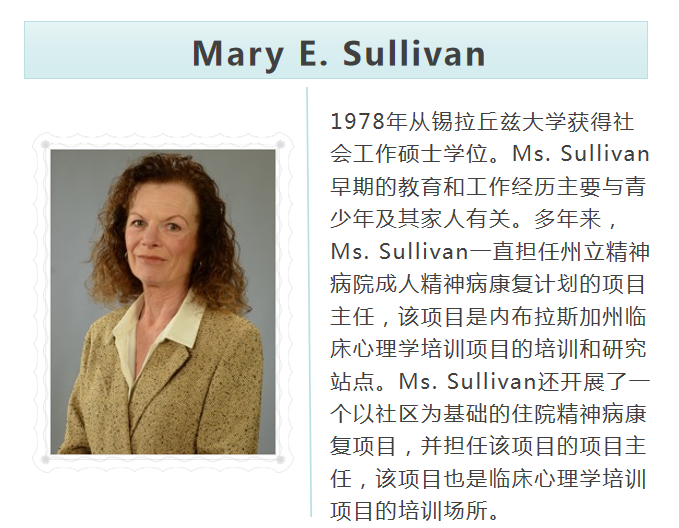 Mary E. Sullivan
1978年从锡拉丘兹大学获得社
会工作硕士学位。Ms. Sullivan
早期的教育和工作经历主要与青
少年及其家人有关。多年来，
Ms. Sullivan一直担任州立精神
病院成人精神病康复计划的项目
主任，该项目是内布拉斯加州临
床心理学培训项目的培训和研究
站点。Ms. Sullivan还开展了一
个以社区为基础的住院精神病康
复项目，并担任该项目的项目主
任，该项目也是临床心理学培训
项目的培训场所。